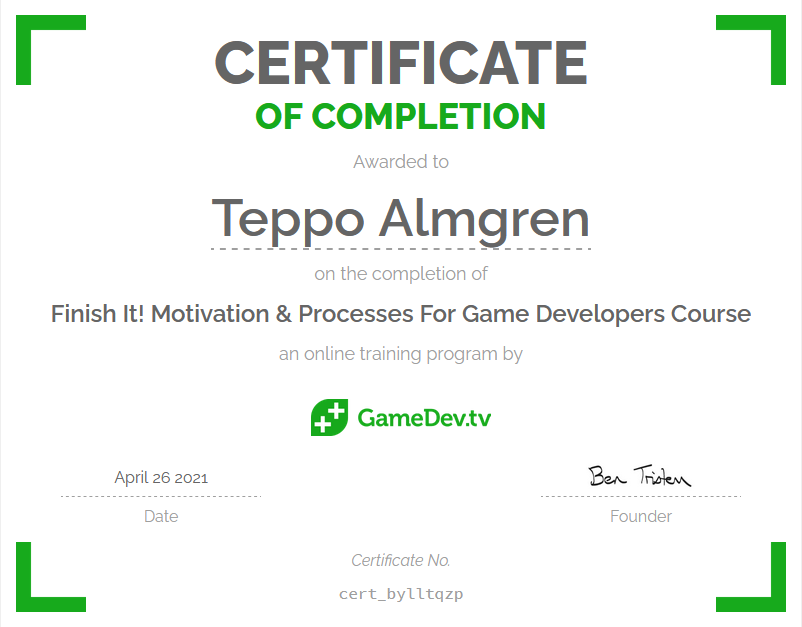 CERTIFICATE
OF COMPLETION
Awarded to
Teppo Almgren
on the completion of
Finish It! Motivation & Processes For Game Developers Course
an online training program by
GameDev.tv
April 26 2021
Date
Ben Tristem
Founder
Certificate No.
cert_bylltqzp